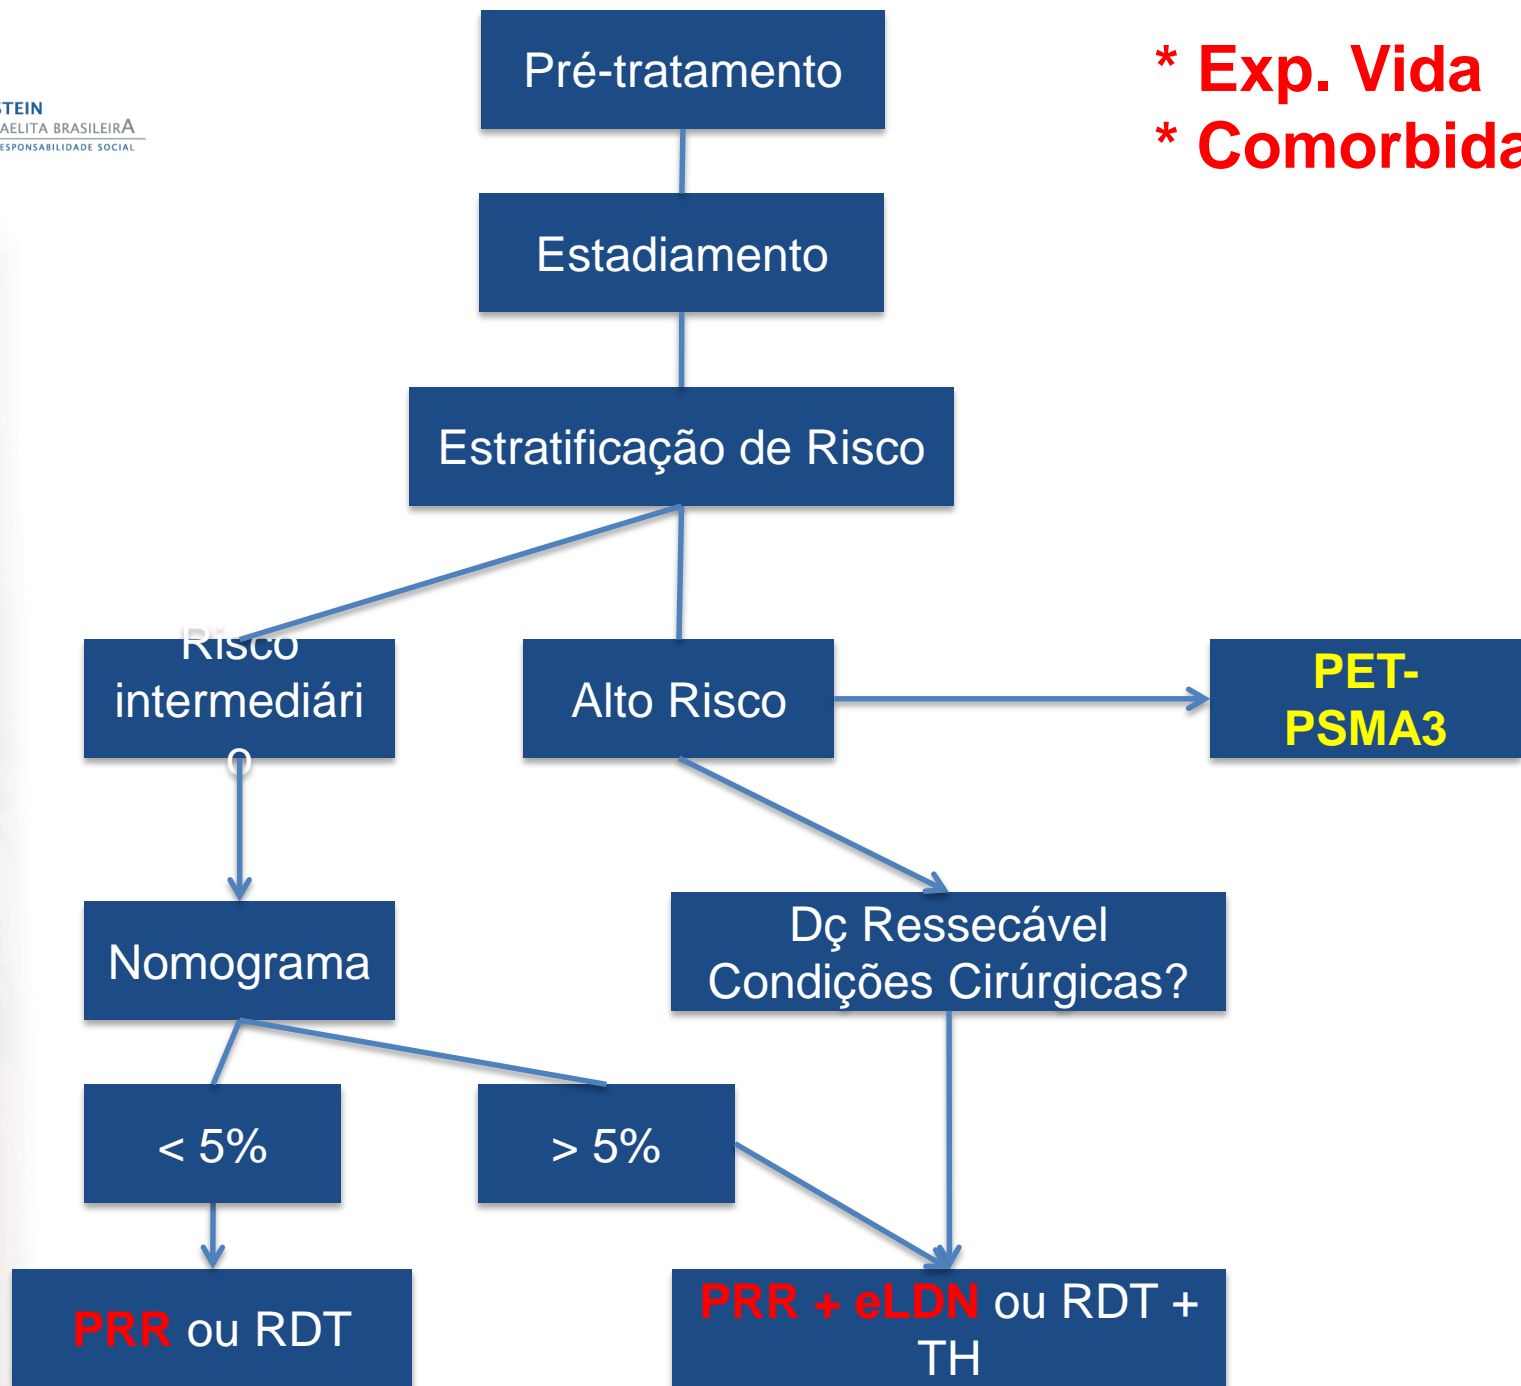 Pré-tratamento
* Exp. Vida
* Comorbida
STEIN
AELITA BRASILEIRA
ESPONSABILIDADE SOCIAL
Estadiamento
Estratificação de Risco
Risco
intermediári
o
Alto Risco
PET-
PSMA3
Nomograma
Dç Ressecável
Condições Cirúrgicas?
< 5%
> 5%
PRR ou RDT
PRR + eLDN ou RDT +
TH